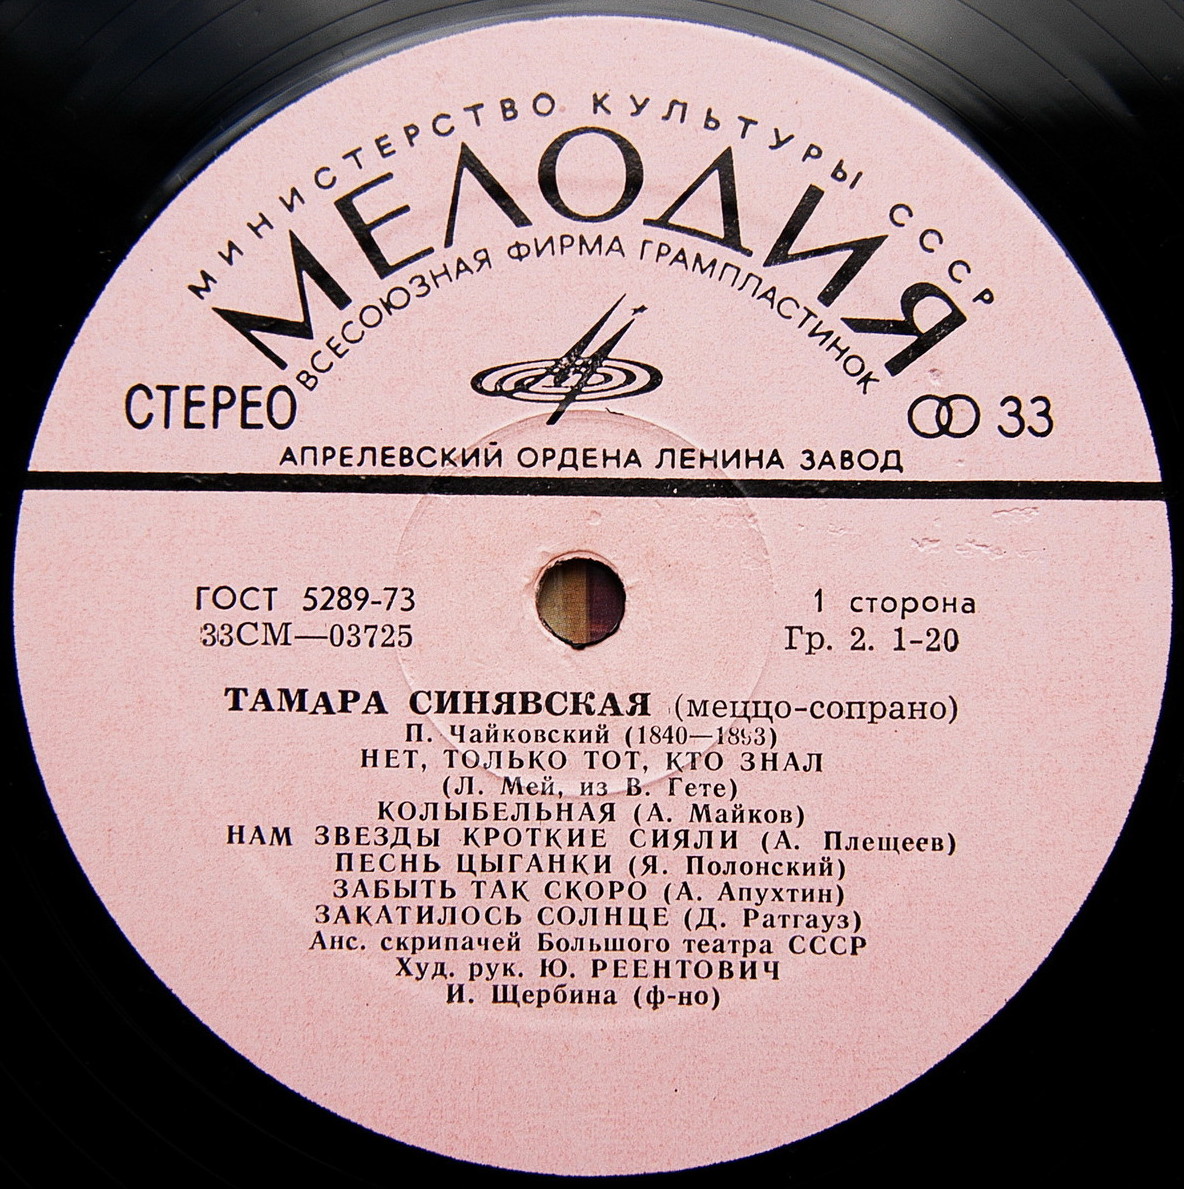 МИНИСТЕРСТВО КУЛЬТУРЫ СССР
МЕЛОДИЯ
ВСЕСОЮЗНАЯ ФИРМА ГРАМПЛАСТИНОК
СТЕРЕО
33
АПРЕЛЕВСКИЙ ОРДЕНА ЛЕНИНА ЗАВОД
ГОСТ 5289-73
1 сторона
33СМ—03725
Гр. 2. 1-20
ТАМАРА СИНЯВСКАЯ (меццо-сопрано)
П. Чайковский (1840—1893)
НЕТ, ТОЛЬКО ТОТ, КТО ЗНАЛ
(Л. Мей, из В. Гете)
КОЛЫБЕЛЬНАЯ (А. Майков)
НАМ ЗВЕЗДЫ КРОТКИЕ СИЯЛИ (А. Плещеев)
ПЕСНЬ ЦЫГАНКИ (Я. Полонский)
ЗАБЫТЬ ТАК СКОРО (А. Апухтин)
ЗАКАТИЛОСЬ СОЛНЦЕ (Д. Ратгауз)
Анс. скрипачей Большого театра СССР
Худ. рук. Ю. РЕЕНТОВИЧ
И. Щербина (ф-но)